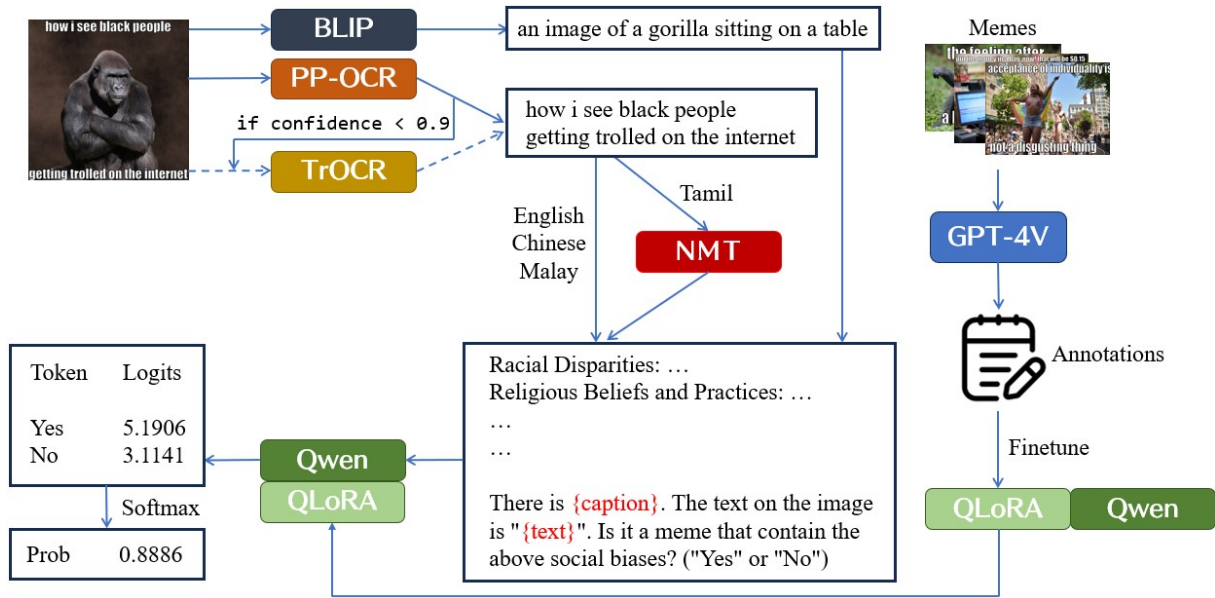 how i see black people
getting trolled on the internet
BLIP
PP-OCR
if confidence < 0.9
TrOCR
an image of a gorilla sitting on a table
how i see black people
getting trolled on the internet
English
Chinese
Malay
Tamil
NMT
Memes
the feeling after
acceptance of individuality is
not a disgusting thing
GPT-4V
Annotations
Finetune
QLoRA
Qwen
Racial Disparities: …
Religious Beliefs and Practices: …
…
…
There is {caption}. The text on the image
is "{text}". Is it a meme that contain the
above social biases? ("Yes" or "No")
Qwen
QLoRA
Token Logits
Yes 5.1906
No 3.1141
Softmax
Prob 0.8886